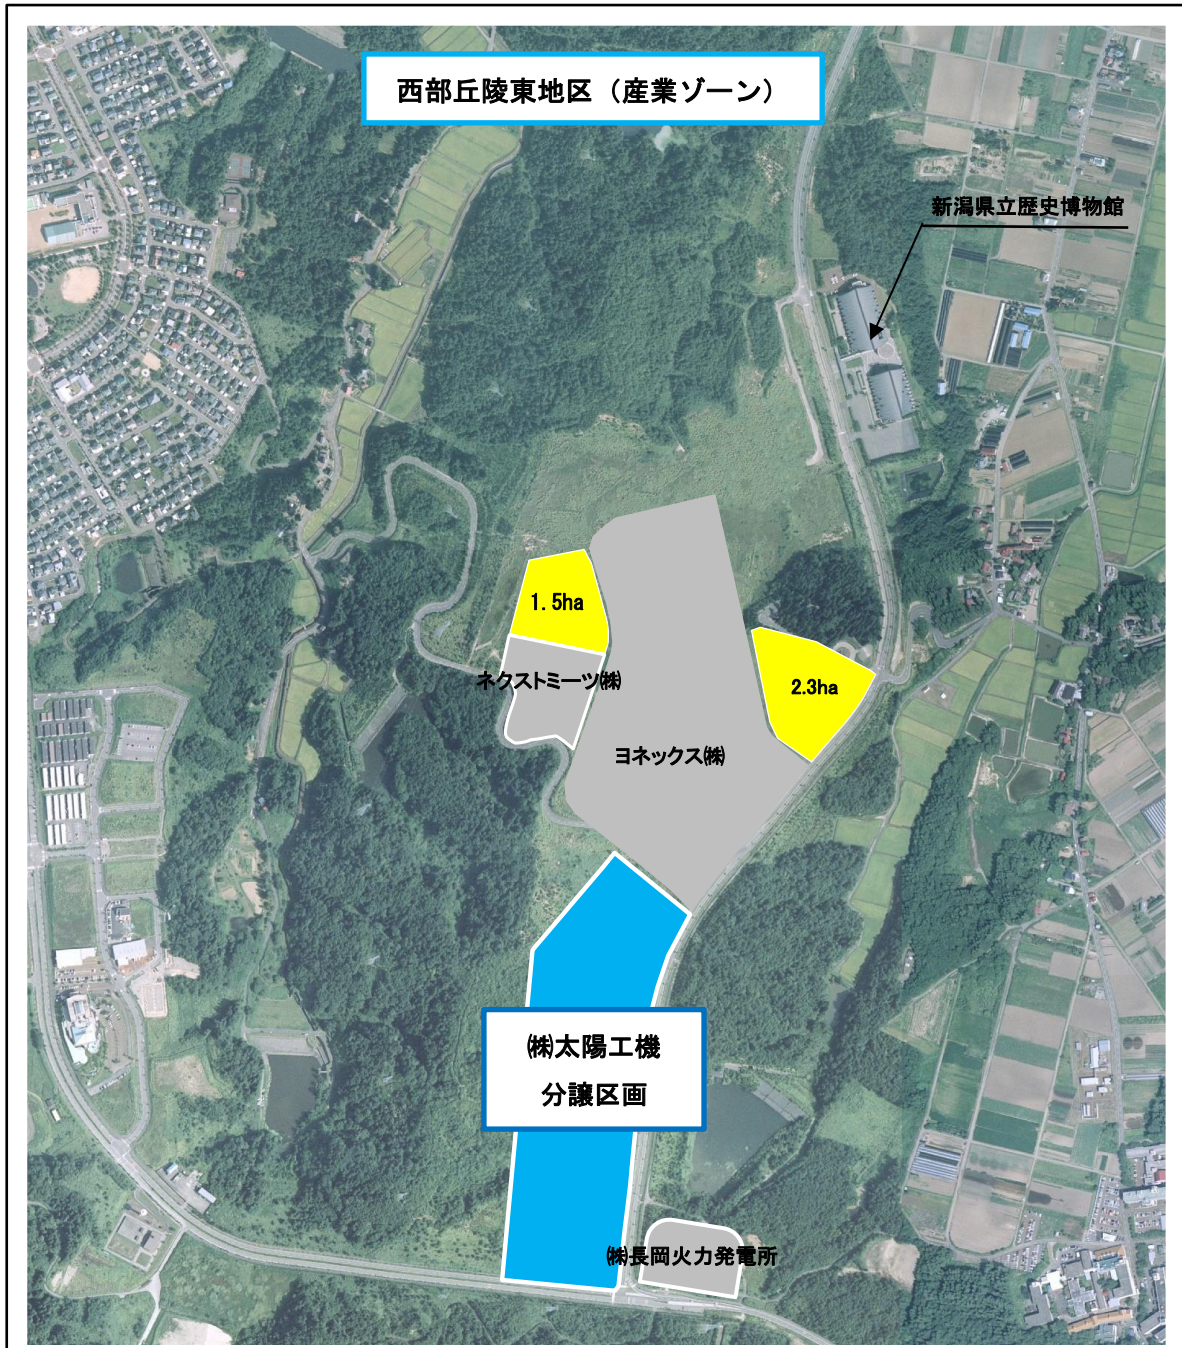 西部丘陵東地区（産業ゾーン）
新潟県立歴史博物館
1.5ha
ネクストミーツ㈱
2.3ha
ヨネックス㈱
㈱太陽工機
分譲区画
㈱長岡火力発電所